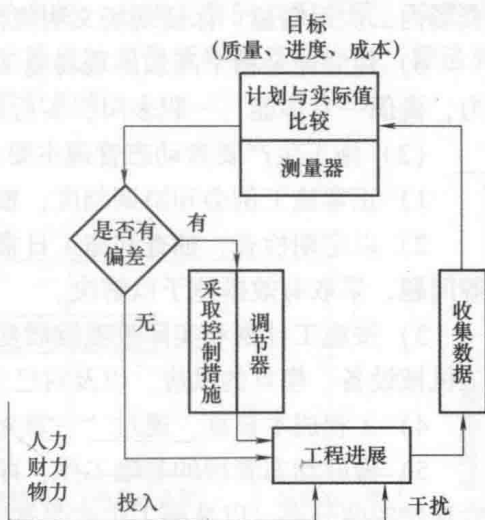 目标
(质量、进度、成本)
计划与实际值
比较
测量器
是否有
偏差
有
无
采取控制措施
调节器
收集数据
工程进展
人力
财力
物力
投入
干扰